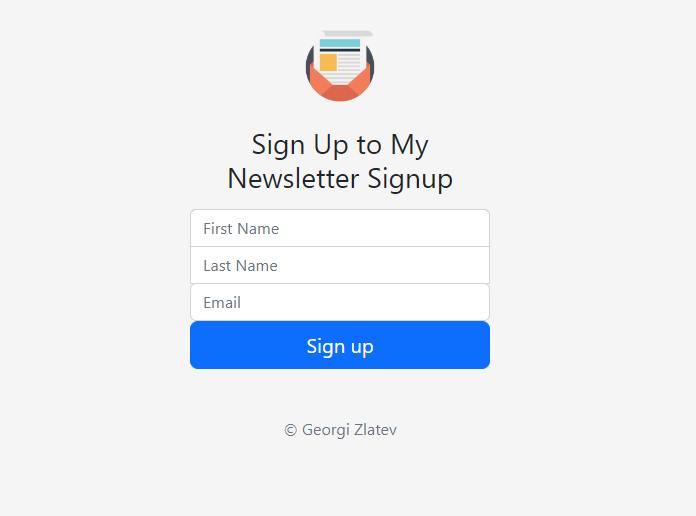 Sign Up to My
Newsletter Signup
First Name
Last Name
Email
Sign up
© Georgi Zlatev